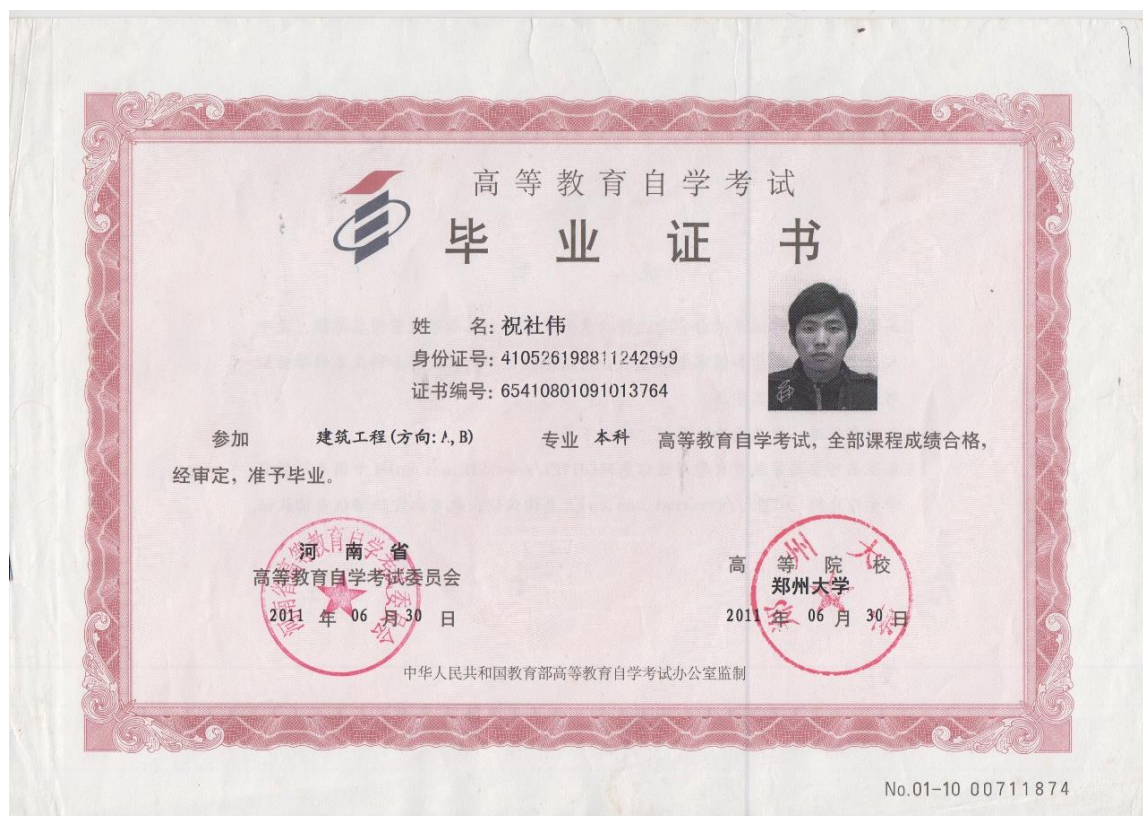 高等教育自学考试
毕业证书
姓 名: 祝社伟
身份证号: 410526198811242999
证书编号: 65410801091013764
参加 建筑工程(方向:A,B) 专业 本科 高等教育自学考试, 全部课程成绩合格,
经审定, 准予毕业。
河南省
高等教育自学考试委员会
2011 年 06 月 30 日
高等院校
郑州大学
2011 年 06 月 30 日
中华人民共和国教育部高等教育自学考试办公室监制
No.01-10 00711874